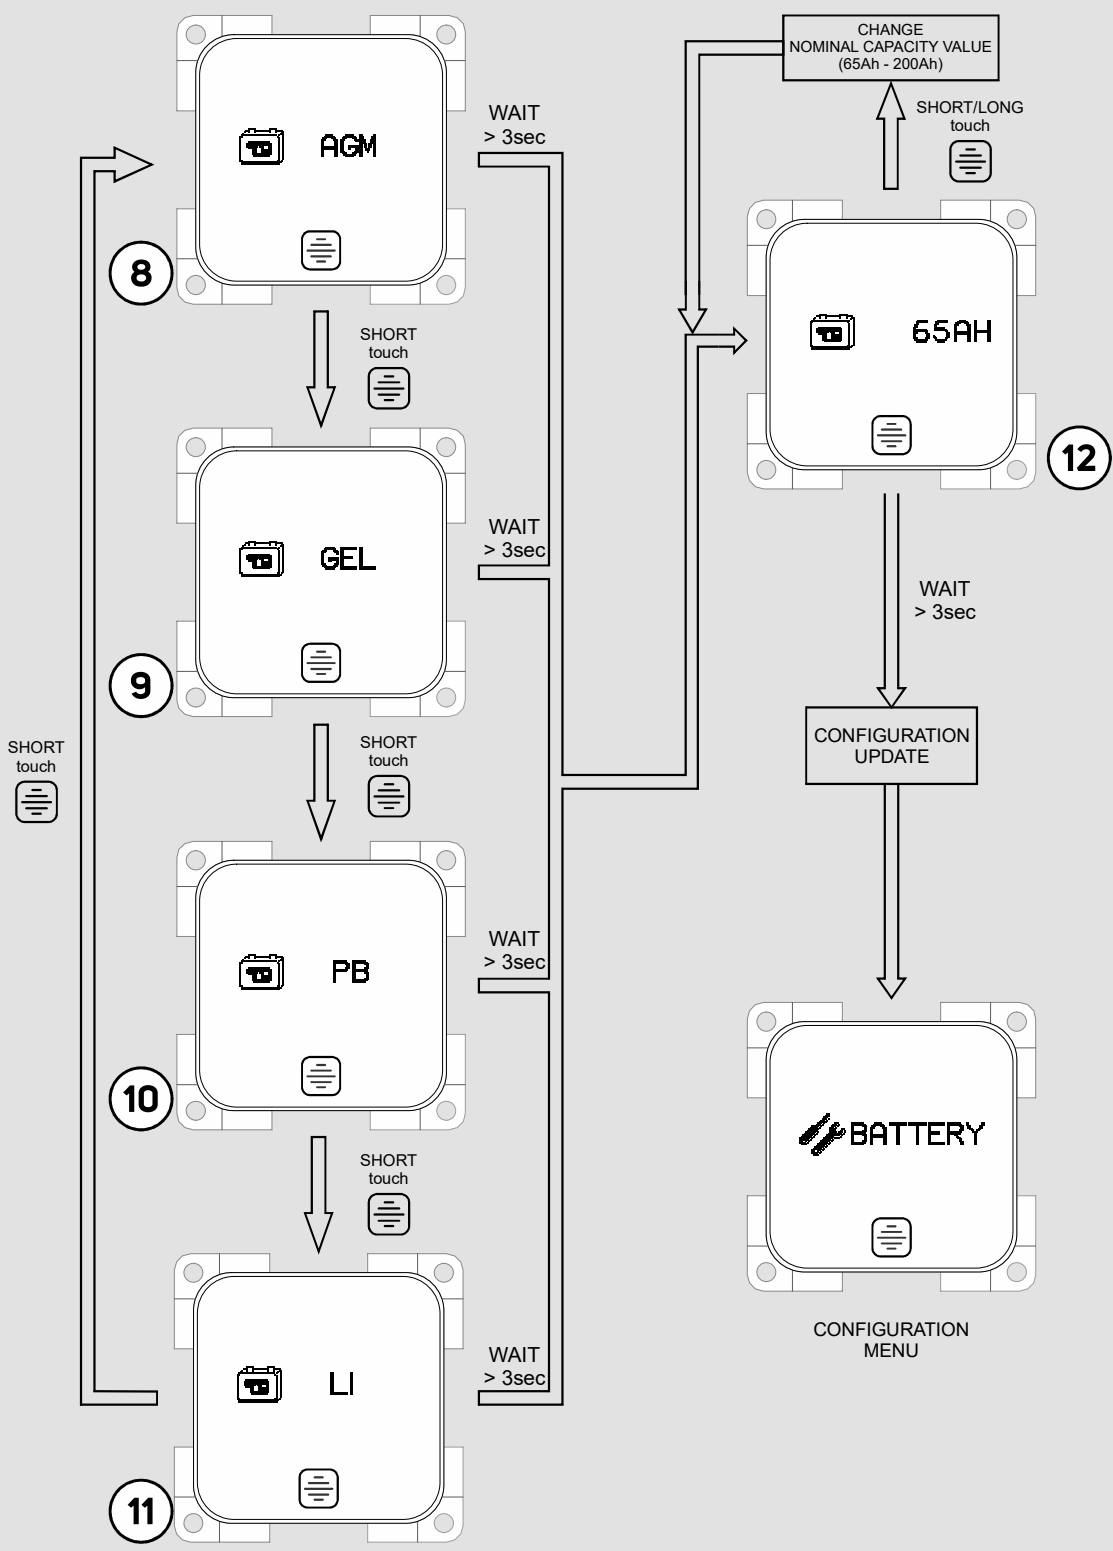 AGM
8
WAIT
> 3sec
SHORT
touch
GEL
9
WAIT
> 3sec
SHORT
touch
SHORT
touch
PB
10
WAIT
> 3sec
SHORT
touch
LI
11
WAIT
> 3sec
CHANGE
NOMINAL CAPACITY VALUE
(65Ah - 200Ah)
SHORT/LONG
touch
65AH
12
WAIT
> 3sec
CONFIGURATION
UPDATE
BATTERY
CONFIGURATION
MENU